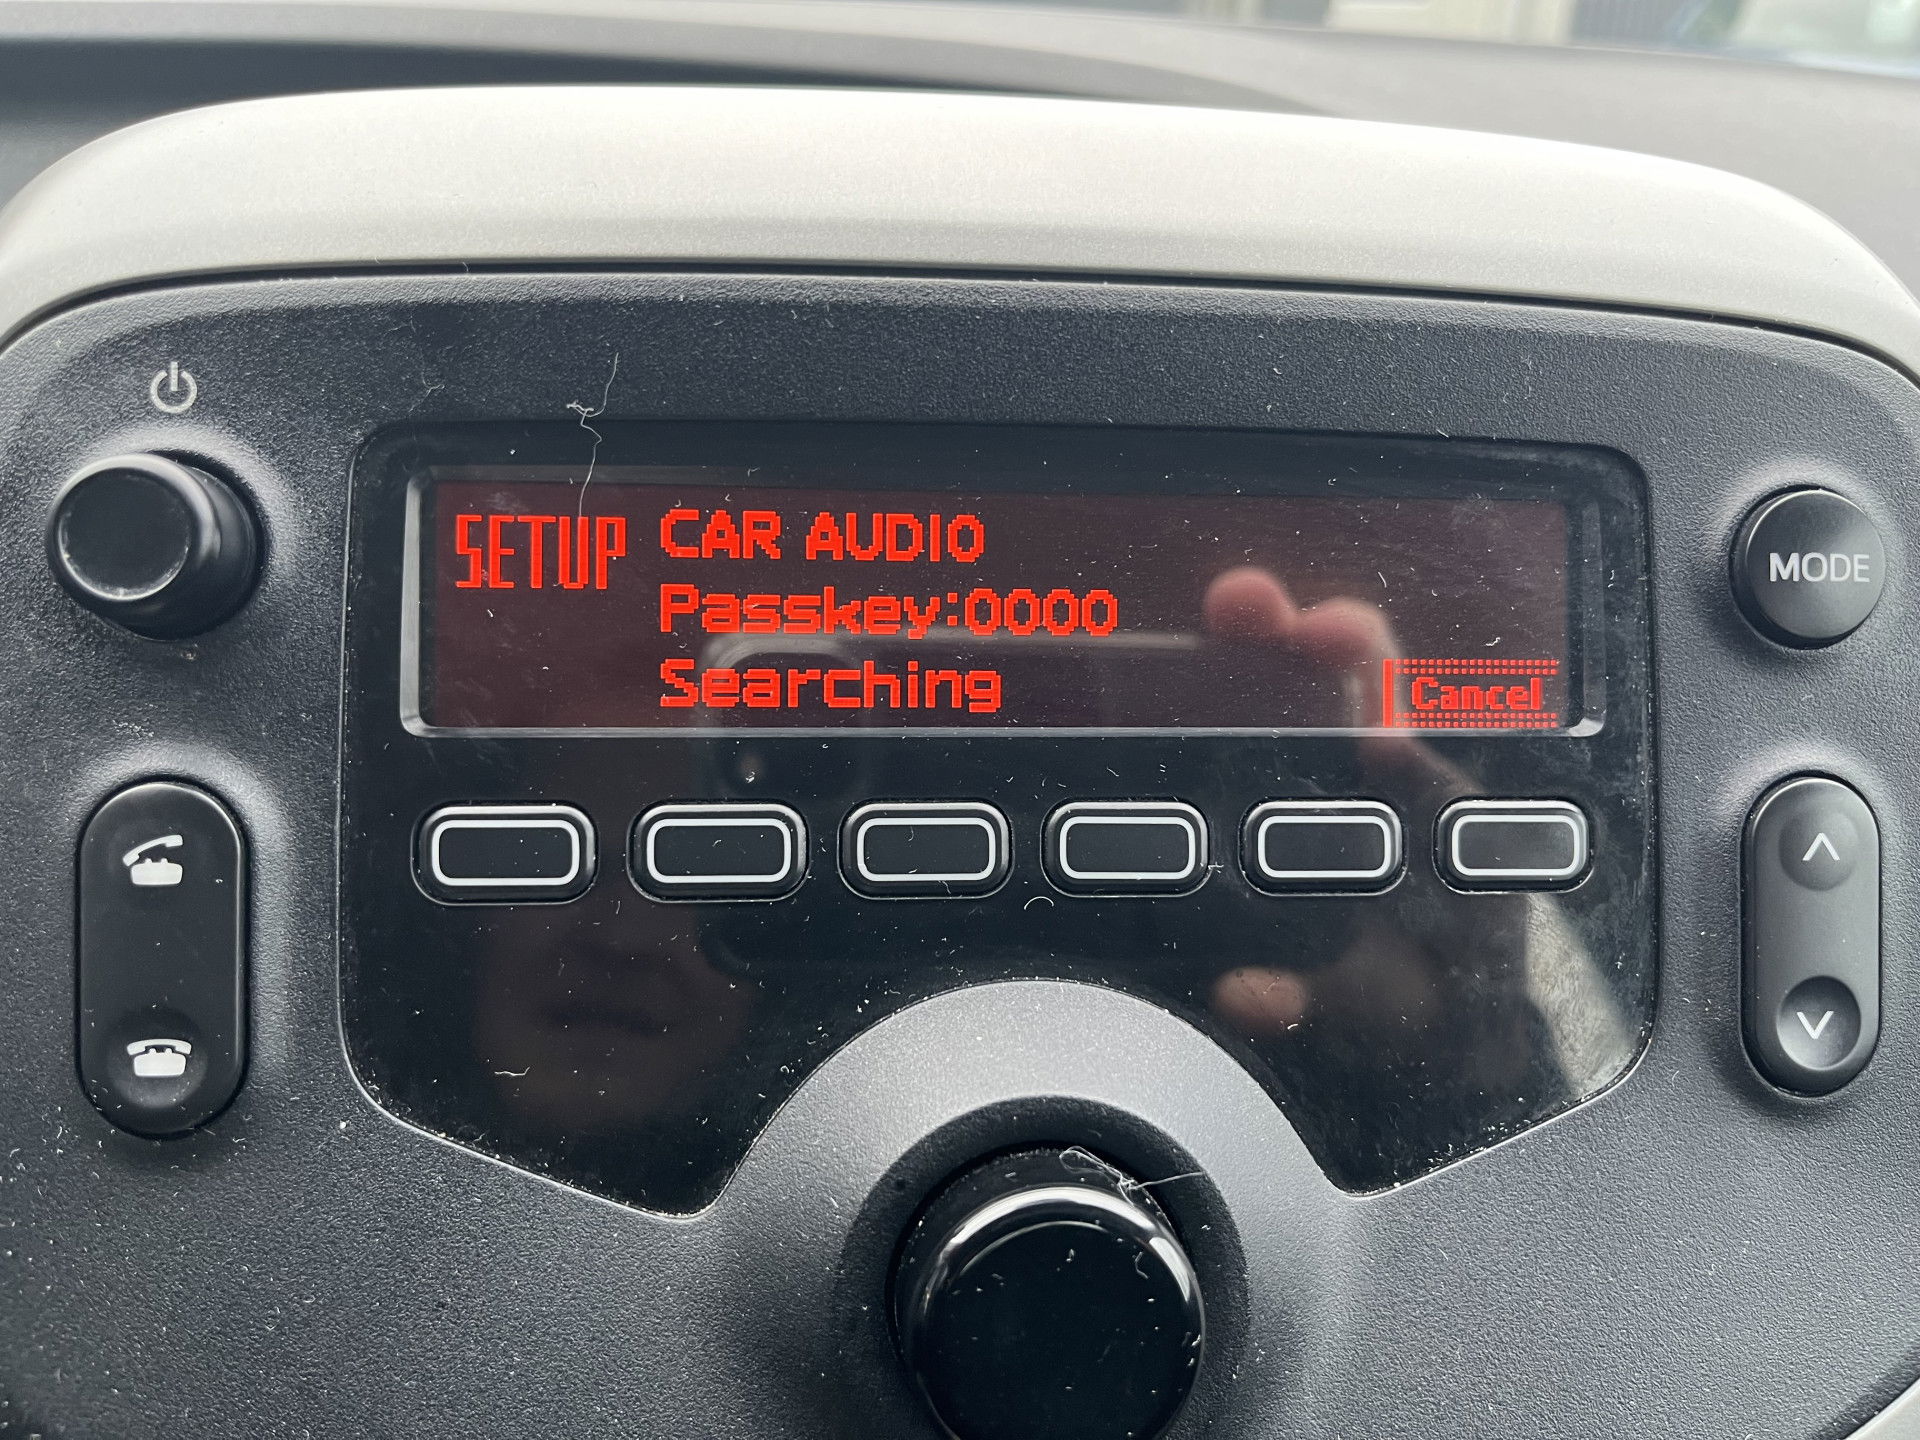 SETUP CAR AUDIO
Passkey:0000
Searching
Cancel
MODE